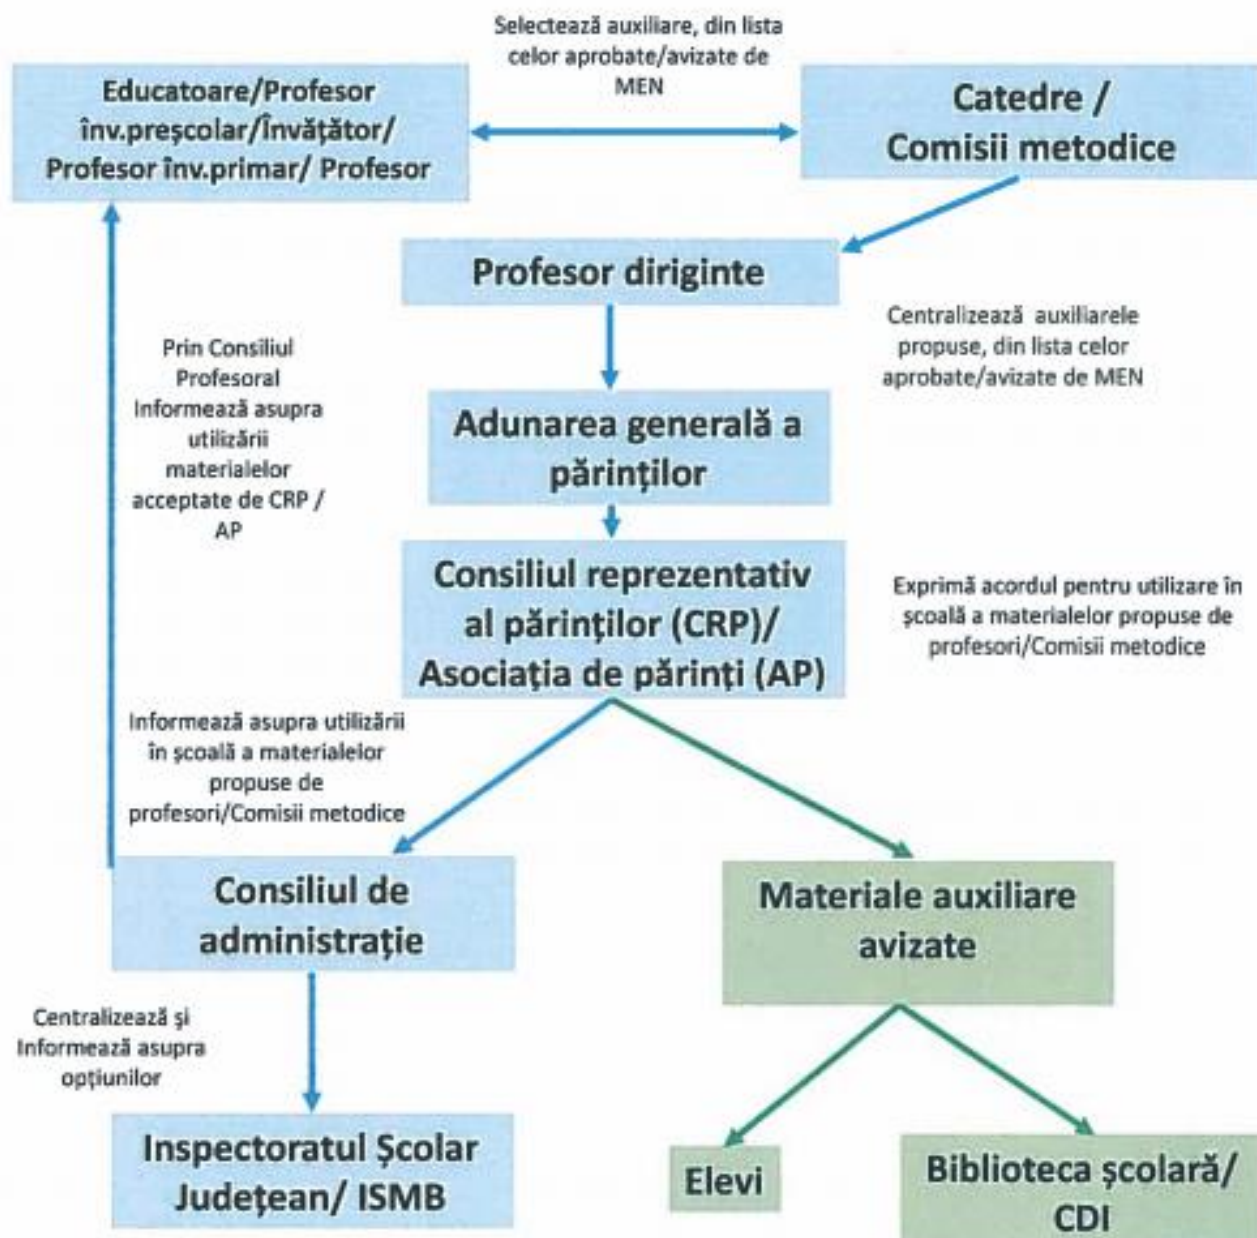 Selectează auxiliare, din lista
celor aprobate/avizate de
MEN
Educatoare/Profesor
înv.preșcolar/Învățător/
Profesor înv.primar/ Profesor
Catedre /
Comisii metodice
Profesor diriginte
Centralizează auxiliarele
propuse, din lista celor
aprobate/avizate de MEN
Prin Consiliul
Profesoral
Informează asupra
utilizării
materialelor
acceptate de CRP /
AP
Adunarea generală a
părinților
Consiliul reprezentativ
al părinților (CRP)/
Asociația de părinți (AP)
Exprimă acordul pentru utilizare în
școală a materialelor propuse de
profesori/Comisii metodice
Informează asupra utilizării
în școală a materialelor
propuse de
profesori/Comisii metodice
Consiliul de
administrație
Materiale auxiliare
avizate
Centralizează și
Informează asupra
opțiunilor
Inspectoratul Școlar
Județean/ ISMB
Elevi
Biblioteca școlară/
CDI